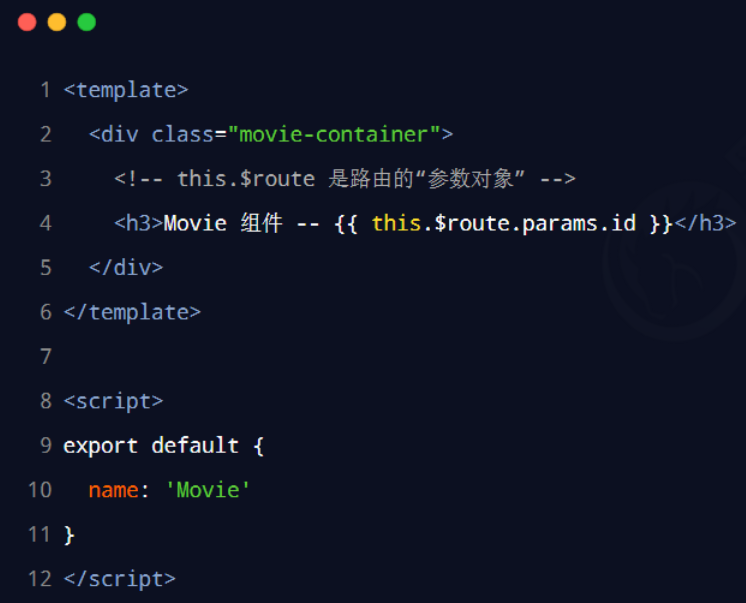 1 <template>
2   <div class="movie-container">
3     <!-- this.$route 是路由的“参数对象” -->
4     <h3>Movie 组件 -- {{ this.$route.params.id }}</h3>
5   </div>
6 </template>
7
8 <script>
9 export default {
10   name: 'Movie'
11 }
12 </script>